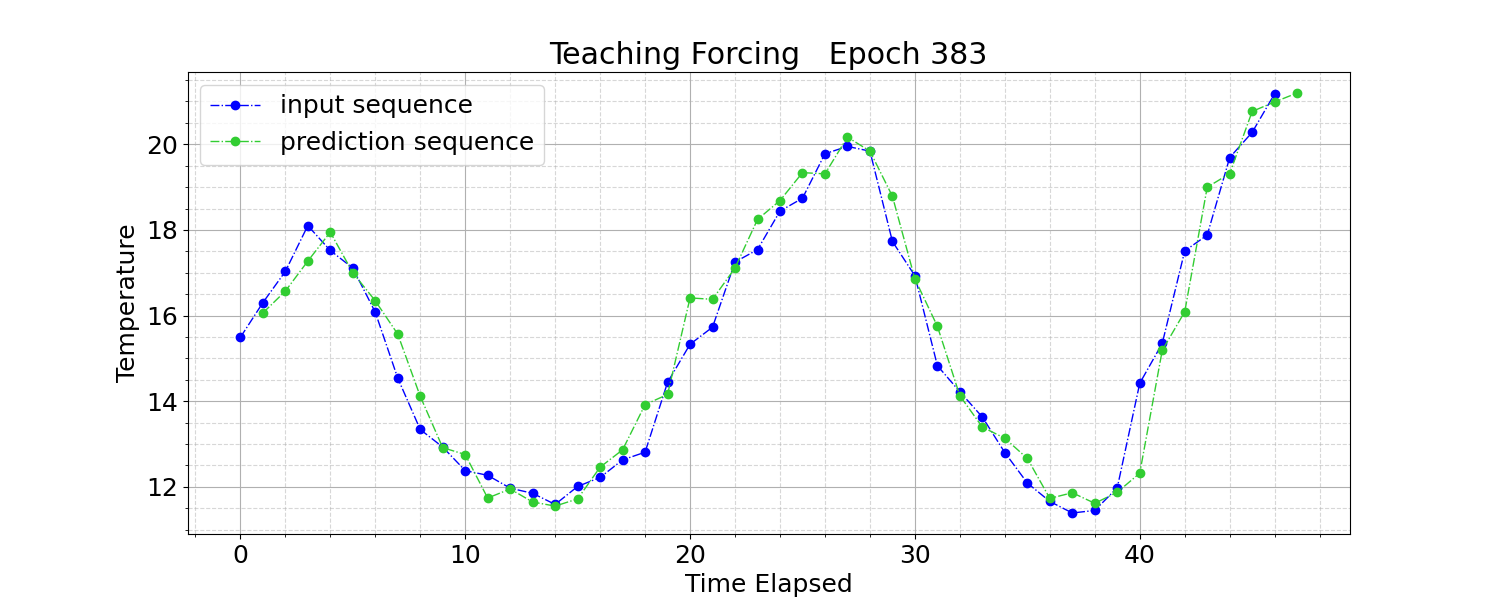 Teaching Forcing   Epoch 383
input sequence
prediction sequence
20
18
16
14
12
Temperature
0 10 20 30 40
Time Elapsed